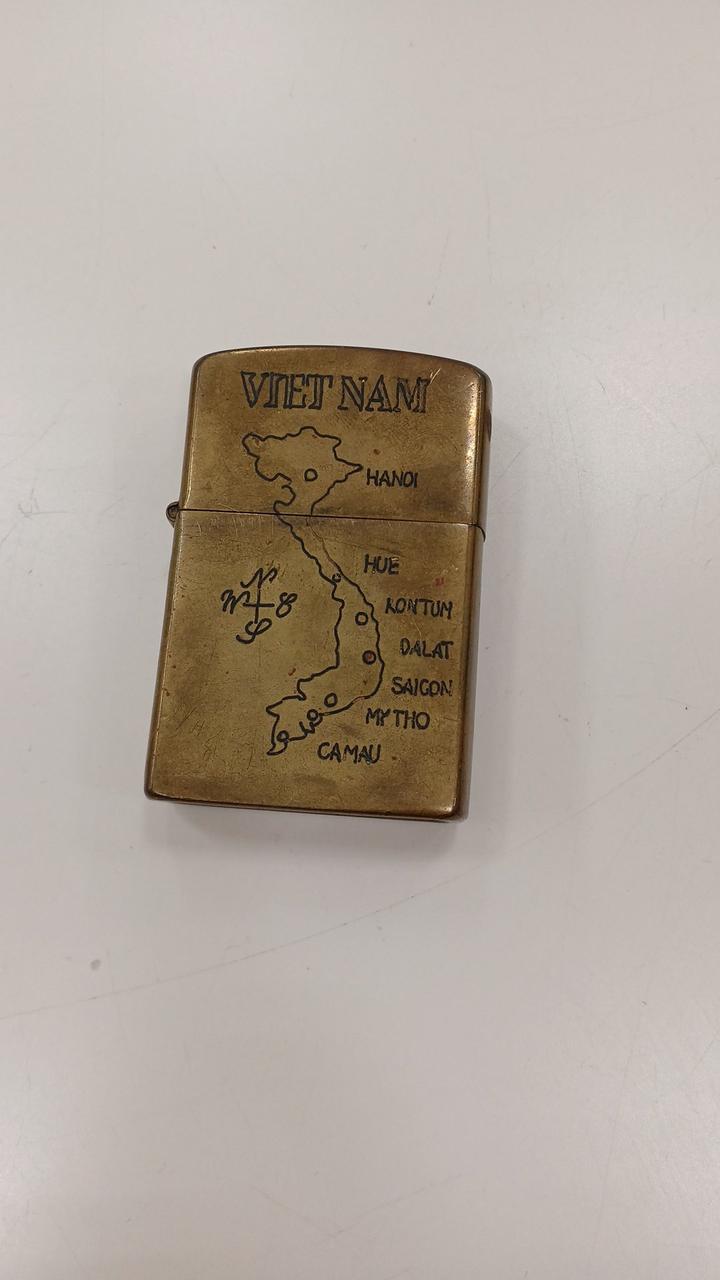 VIET NAM
HANOI
HUE
N
W E
S
KONTUM
DALAT
SAIGON
MYTHO
CAMAU